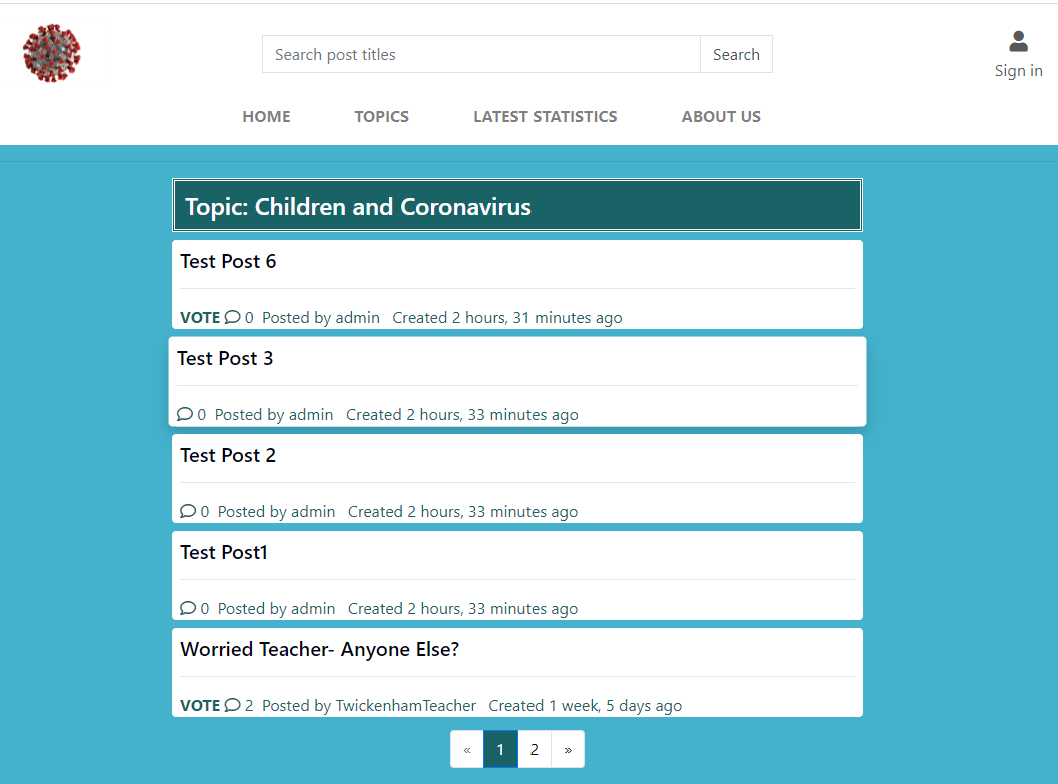 Search post titles
Search
Sign in
HOME TOPICS LATEST STATISTICS ABOUT US
Topic: Children and Coronavirus
Test Post 6
VOTE 0 Posted by admin Created 2 hours, 31 minutes ago
Test Post 3
0 Posted by admin Created 2 hours, 33 minutes ago
Test Post 2
0 Posted by admin Created 2 hours, 33 minutes ago
Test Post1
0 Posted by admin Created 2 hours, 33 minutes ago
Worried Teacher- Anyone Else?
VOTE 2 Posted by TwickenhamTeacher Created 1 week, 5 days ago
« 1 2 »